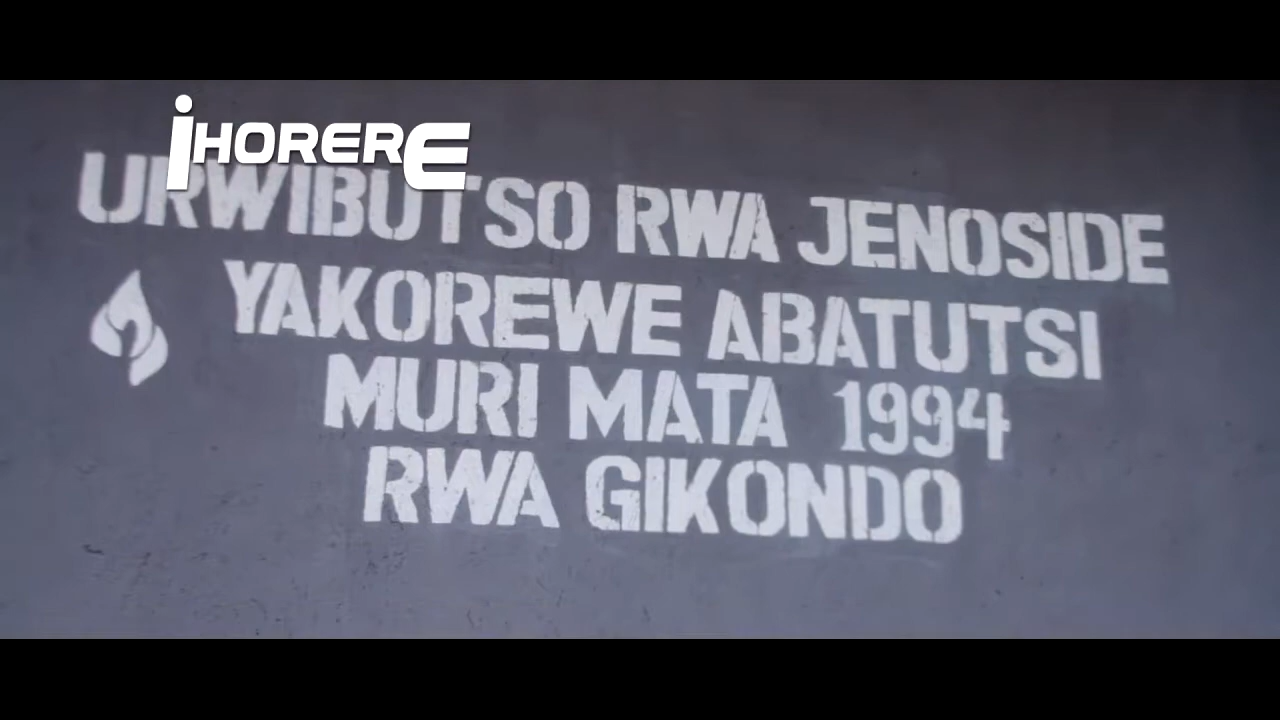 iHORERE
URWIBUTSO RWA JENOSIDE
YAKOREWE ABATUTSI
MURI MATA 1994
RWA GIKONDO